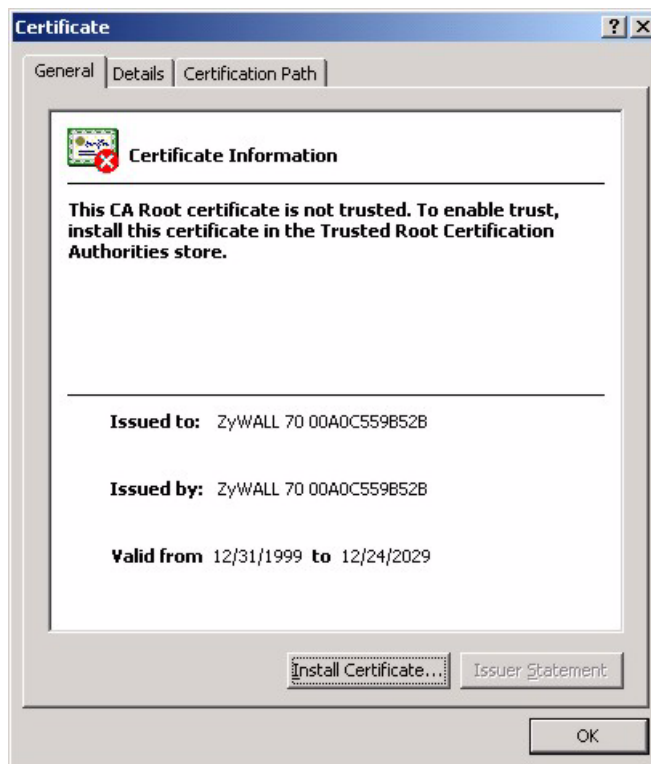 Certificate
General Details Certification Path
Certificate Information
This CA Root certificate is not trusted. To enable trust,
install this certificate in the Trusted Root Certification
Authorities store.
Issued to: ZyWALL 70 00A0C559B52B
Issued by: ZyWALL 70 00A0C559B52B
Valid from 12/31/1999 to 12/24/2029
Install Certificate... Issuer Statement
OK